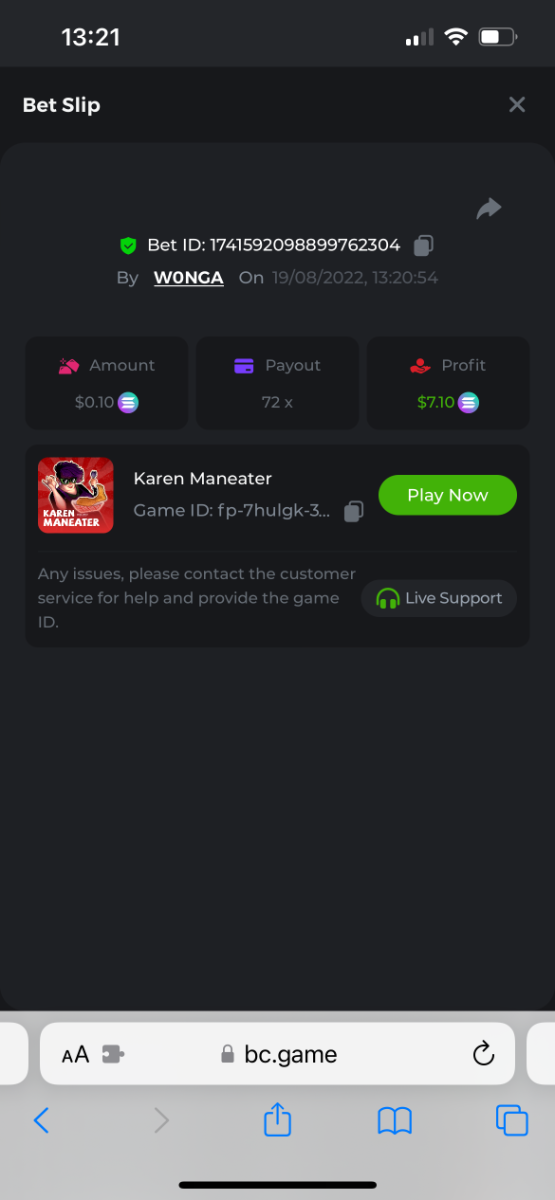 13:21
Bet Slip
Bet ID: 1741592098899762304
By W0NGA On 19/08/2022, 13:20:54
Amount
Payout
Profit
$0.10
72 x
$7.10
KAREN
MANEATER
Karen Maneater
Game ID: fp-7hulgk-3...
Play Now
Any issues, please contact the customer
service for help and provide the game
ID.
Live Support
AA
bc.game